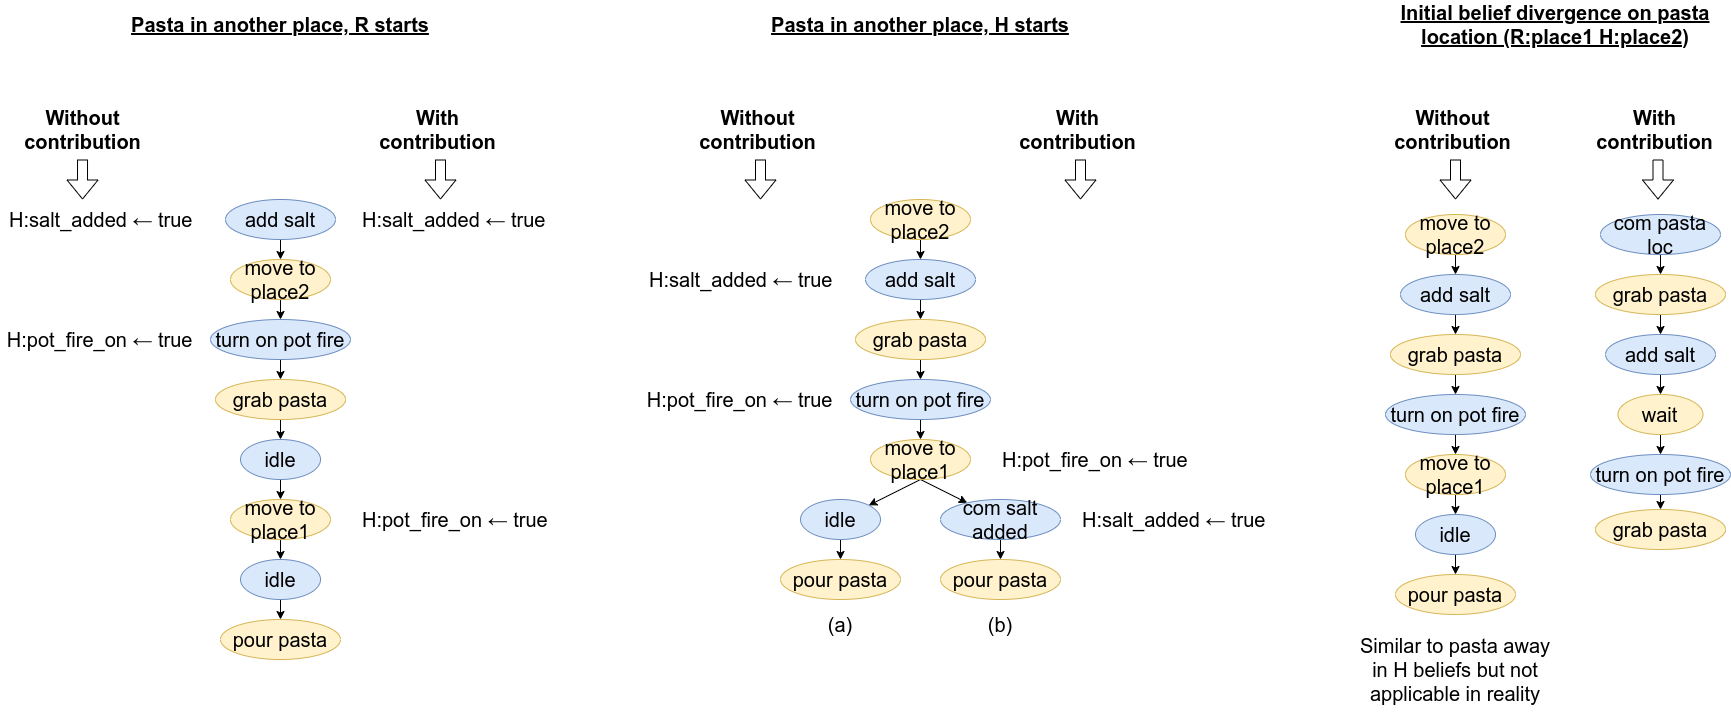 Pasta in another place, R starts
Without
contribution
With
contribution
H:salt_added ← true
add salt
H:salt_added ← true
move to
place2
H:pot_fire_on ← true
turn on pot fire
grab pasta
idle
move to
place1
H:pot_fire_on ← true
idle
pour pasta
Pasta in another place, H starts
Without
contribution
With
contribution
move to
place2
H:salt_added ← true
add salt
grab pasta
H:pot_fire_on ← true
turn on pot fire
move to
place1
H:pot_fire_on ← true
idle
com salt
added
H:salt_added ← true
pour pasta
pour pasta
(a)
(b)
Initial belief divergence on pasta
location (R:place1 H:place2)
Without
contribution
With
contribution
move to
place2
add salt
grab pasta
turn on pot fire
move to
place1
idle
pour pasta
Similar to pasta away
in H beliefs but not
applicable in reality
com pasta
loc
grab pasta
add salt
wait
turn on pot fire
grab pasta